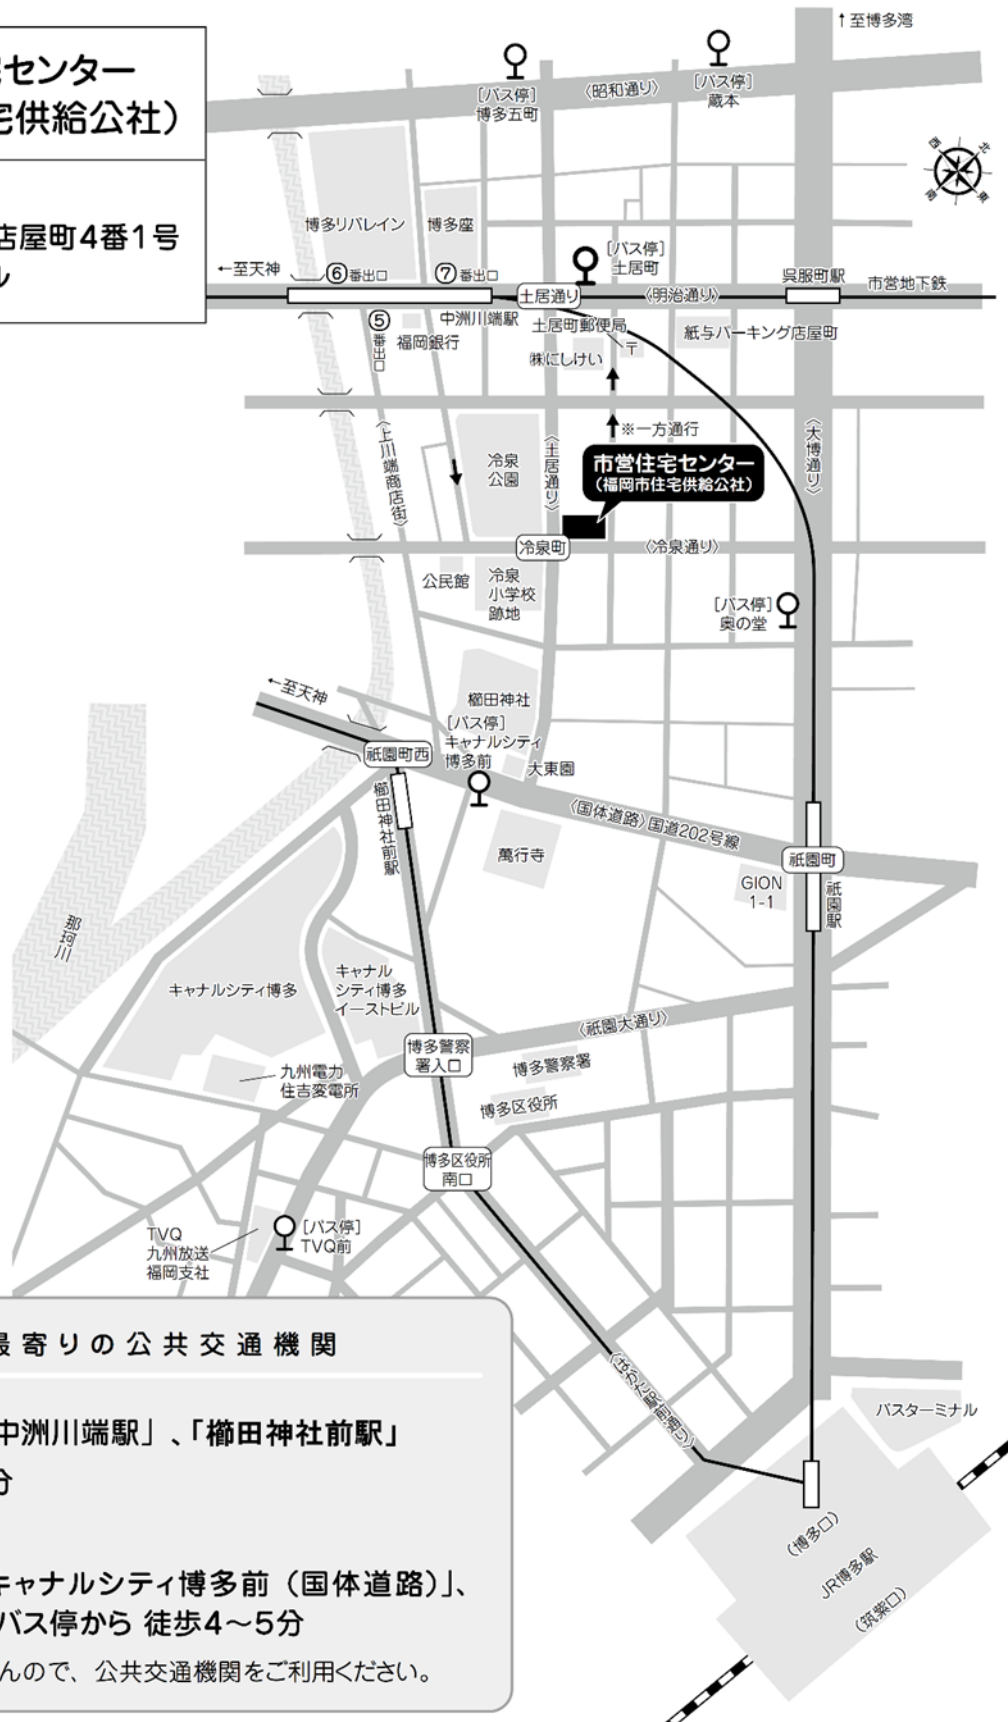 宅センター
宅供給公社）
店屋町4番1号
ル
↑至博多湾
［バス停］
博多五町
〈昭和通り〉
［バス停］
蔵本
北
東
南
西
博多リバレイン
博多座
［バス停］
土居町
←至天神
⑥番出口
⑦番出口
土居通り
〈明治通り〉
呉服町駅
市営地下鉄
中洲川端駅
⑤番出口
福岡銀行
土居町郵便局
〒
㈱にしけい
紙与パーキング店屋町
※一方通行
〈上川端商店街〉
冷泉
公園
〈土居通り〉
市営住宅センター
（福岡市住宅供給公社）
〈大博通り〉
冷泉町
〈冷泉通り〉
公民館
冷泉
小学校
跡地
［バス停］
奥の堂
←至天神
櫛田神社
［バス停］
キャナルシティ
博多前
祇園町西
大東園
櫛田神社前駅
〈国体道路〉国道202号線
萬行寺
祇園町
GION
1-1
祇園駅
那珂川
キャナルシティ博多
キャナル
シティ博多
イーストビル
〈祇園大通り〉
博多警察
署入口
博多警察署
九州電力
住吉変電所
博多区役所
博多区役所
南口
TVQ
九州放送
福岡支社
［バス停］
TVQ前
〈はかた駅前通り〉
バスターミナル
（博多口）
JR博多駅
（筑紫口）
最寄りの公共交通機関
中洲川端駅」、「櫛田神社前駅」
分
キャナルシティ博多前（国体道路）」、
バス停から 徒歩4〜5分
んので、公共交通機関をご利用ください。